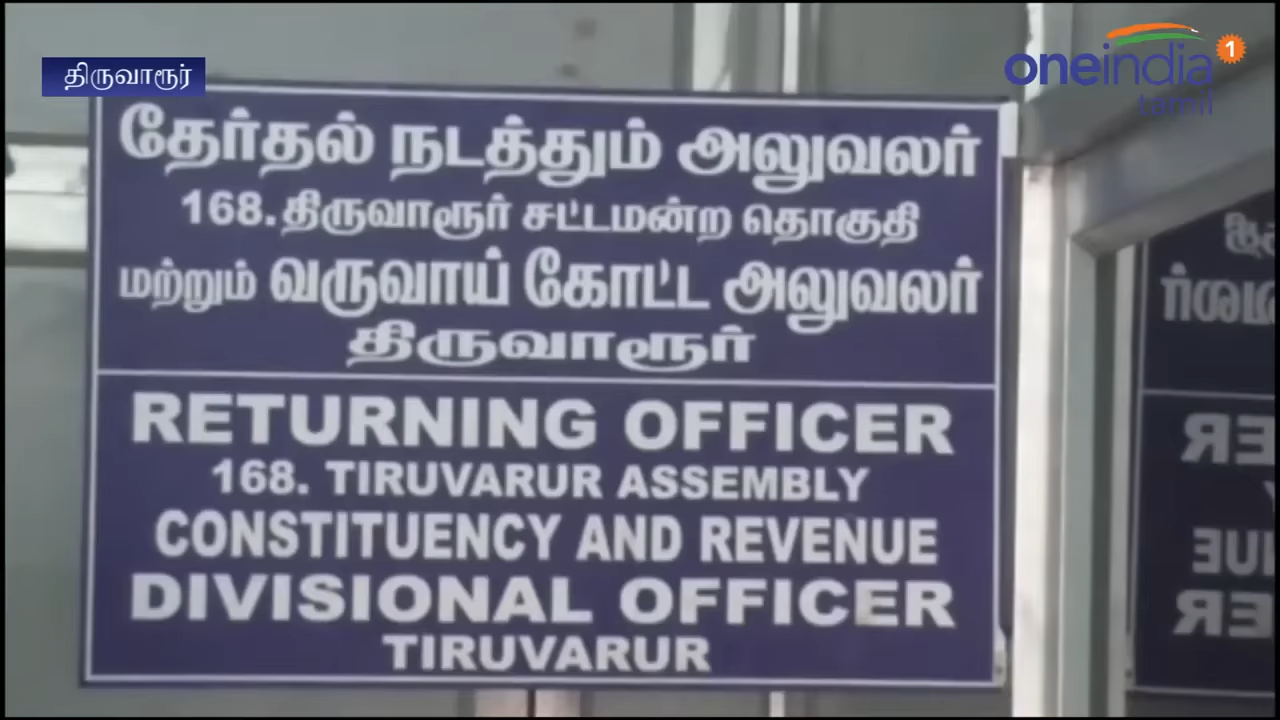 திருவாரூர்
oneindia 1
tamil
தேர்தல் நடத்தும் அலுவலர்
168.திருவாரூர் சட்டமன்ற தொகுதி
மற்றும் வருவாய் கோட்ட அலுவலர்
திருவாரூர்
RETURNING OFFICER
168. TIRUVARUR ASSEMBLY
CONSTITUENCY AND REVENUE
DIVISIONAL OFFICER
TIRUVARUR